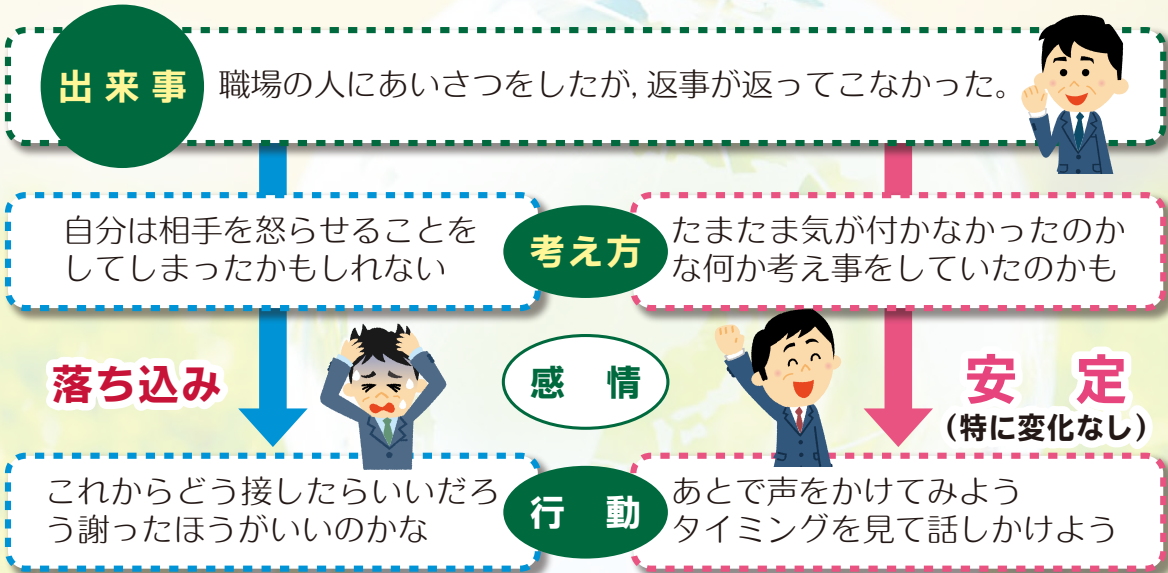 出来事
職場の人にあいさつをしたが,返事が返ってこなかった。
自分は相手を怒らせることを
してしまったかもしれない
考え方
たまたま気が付かなかったのか
な何か考え事をしていたのかも
落ち込み
感 情
安 定
(特に変化なし)
これからどう接したらいいだろ
う謝ったほうがいいのかな
行 動
あとで声をかけてみよう
タイミングを見て話しかけよう